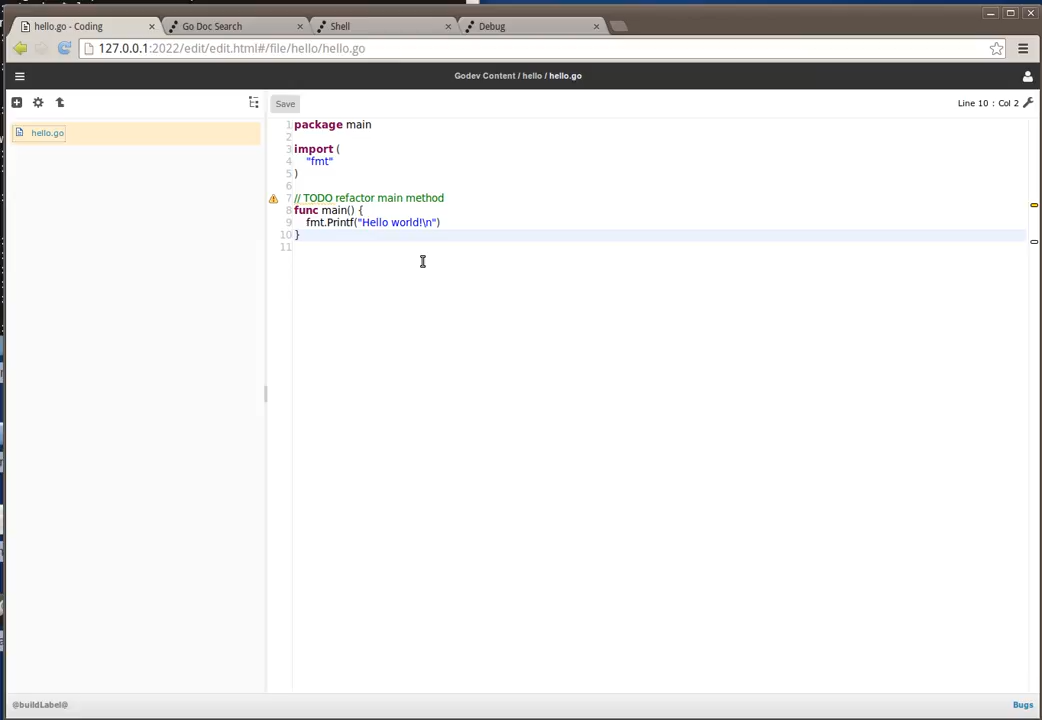 hello.go - Coding
Go Doc Search
Shell
Debug
127.0.0.1:2022/edit/edit.html#/file/hello/hello.go
Godev Content / hello / hello.go
Save
Line 10 : Col 2
hello.go
1 package main
2
3 import (
4 "fmt"
5 )
6
7 // TODO refactor main method
8 func main() {
9 fmt.Printf("Hello world!\n")
10 }
11
@buildLabel@
Bugs